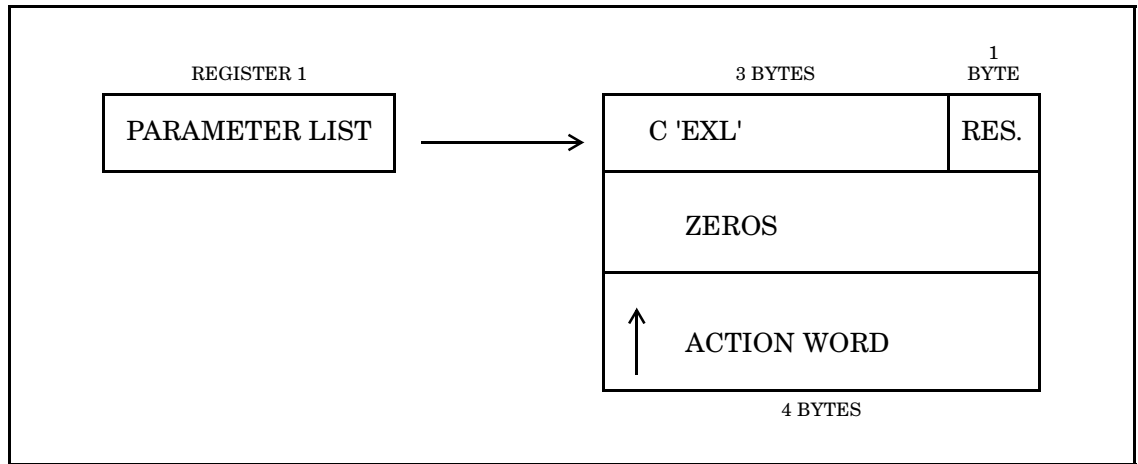 REGISTER 1
3 BYTES
1
BYTE
PARAMETER LIST
C 'EXL'
RES.
ZEROS
ACTION WORD
4 BYTES